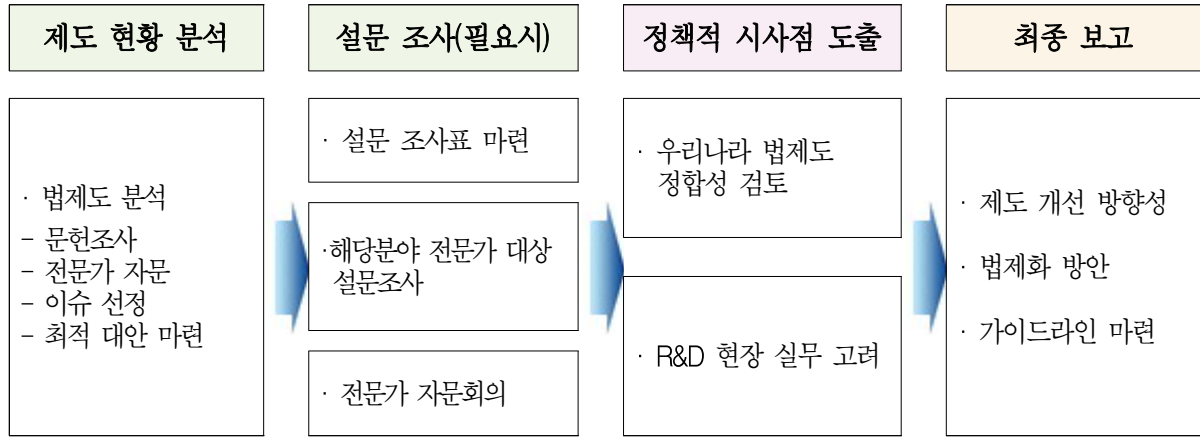 제도 현황 분석
· 법제도 분석
- 문헌조사
- 전문가 자문
- 이슈 선정
- 최적 대안 마련
설문 조사(필요시)
· 설문 조사표 마련
·해당분야 전문가 대상
설문조사
· 전문가 자문회의
정책적 시사점 도출
· 우리나라 법제도
정합성 검토
· R&D 현장 실무 고려
최종 보고
· 제도 개선 방향성
· 법제화 방안
· 가이드라인 마련